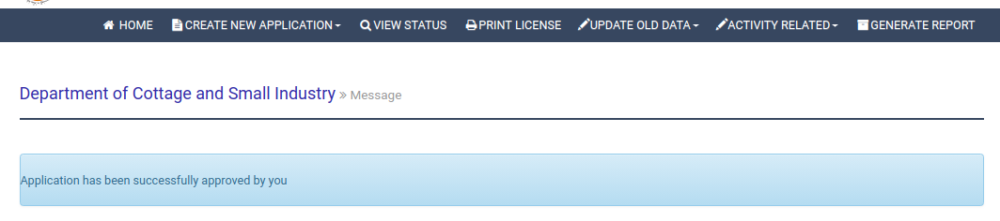 HOME CREATE NEW APPLICATION VIEW STATUS PRINT LICENSE UPDATE OLD DATA ACTIVITY RELATED GENERATE REPORT
Department of Cottage and Small Industry » Message
Application has been successfully approved by you